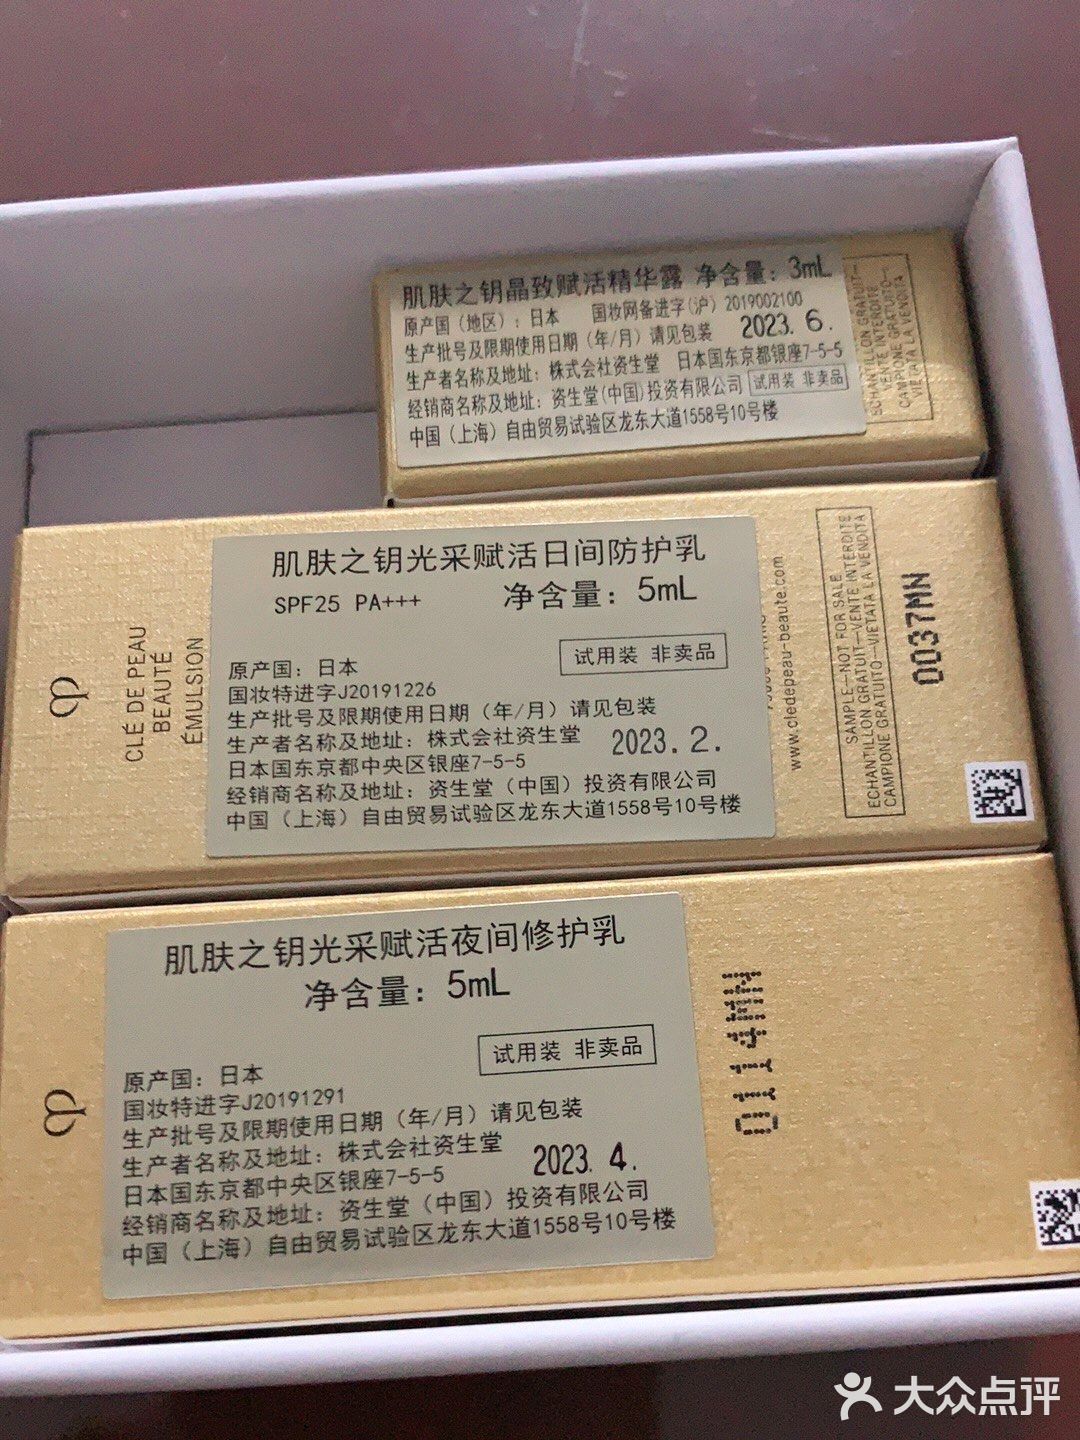 肌肤之钥晶致赋活精华露 净含量：3mL
原产国（地区）：日本 国妆网备进字(沪）2019002100
生产批号及限期使用日期（年/月）请见包装 2023.6.
生产者名称及地址：株式会社资生堂 日本国东京都银座7-5-5
经销商名称及地址：资生堂(中国)投资有限公司 试用装 非卖品
中国（上海）自由贸易试验区龙东大道1558号10号楼
ECHANTILLON GRATUIT—
VENTE INTERDITE
CAMPIONE GRATUITO—
VIETATA LA VENDITA
CLÉ DE PEAU
BEAUTÉ
ÉMULSION
肌肤之钥光采赋活日间防护乳
SPF25 PA+++ 净含量：5mL
试用装 非卖品
原产国：日本
国妆特进字J20191226
生产批号及限期使用日期（年/月）请见包装
生产者名称及地址：株式会社资生堂 2023.2.
日本国东京都中央区银座7-5-5
经销商名称及地址：资生堂（中国）投资有限公司
中国（上海）自由贸易试验区龙东大道1558号10号楼
www.cledepeau-beaute.com
SAMPLE—NOT FOR SALE
ECHANTILLON GRATUIT—VENTE INTERDITE
CAMPIONE GRATUITO—VIETATA LA VENDITA
0037MN
肌肤之钥光采赋活夜间修护乳
净含量：5mL
试用装 非卖品
原产国：日本
国妆特进字J20191291
生产批号及限期使用日期（年/月）请见包装
生产者名称及地址：株式会社资生堂 2023.4.
日本国东京都中央区银座7-5-5
经销商名称及地址：资生堂（中国）投资有限公司
中国（上海）自由贸易试验区龙东大道1558号10号楼
0114MN
大众点评